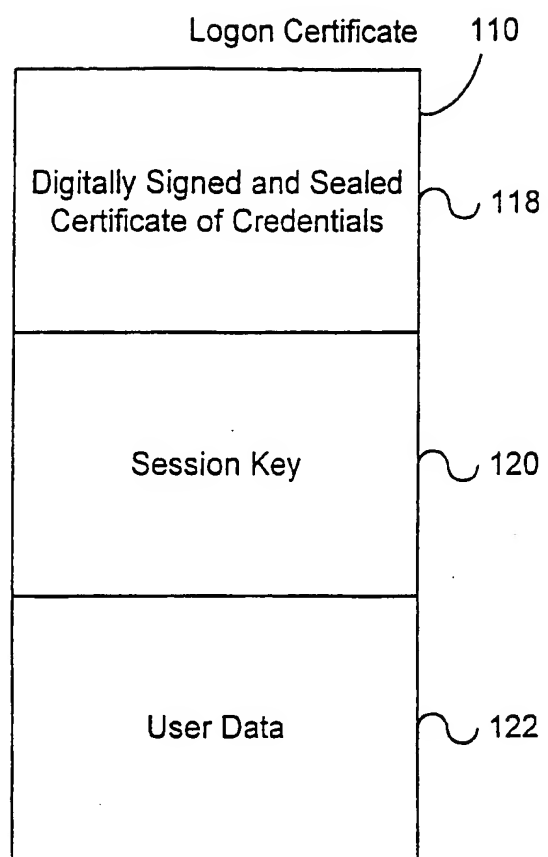 Logon Certificate 110
Digitally Signed and Sealed
Certificate of Credentials
118
Session Key
120
User Data
122